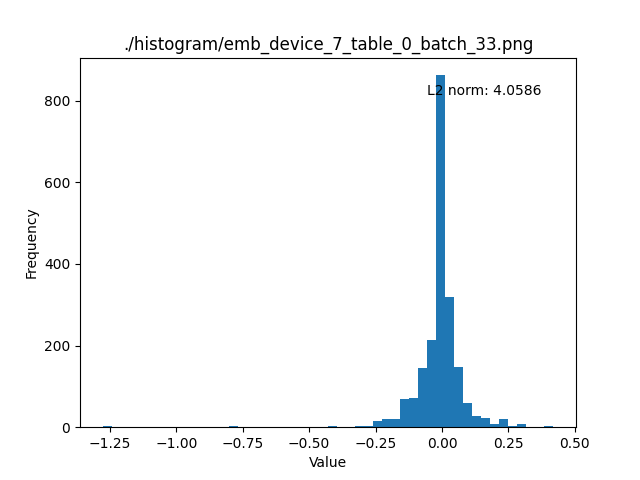 ./histogram/emb_device_7_table_0_batch_33.png
L2 norm: 4.0586
800
600
400
200
0
Frequency
−1.25 −1.00 −0.75 −0.50 −0.25 0.00 0.25 0.50
Value